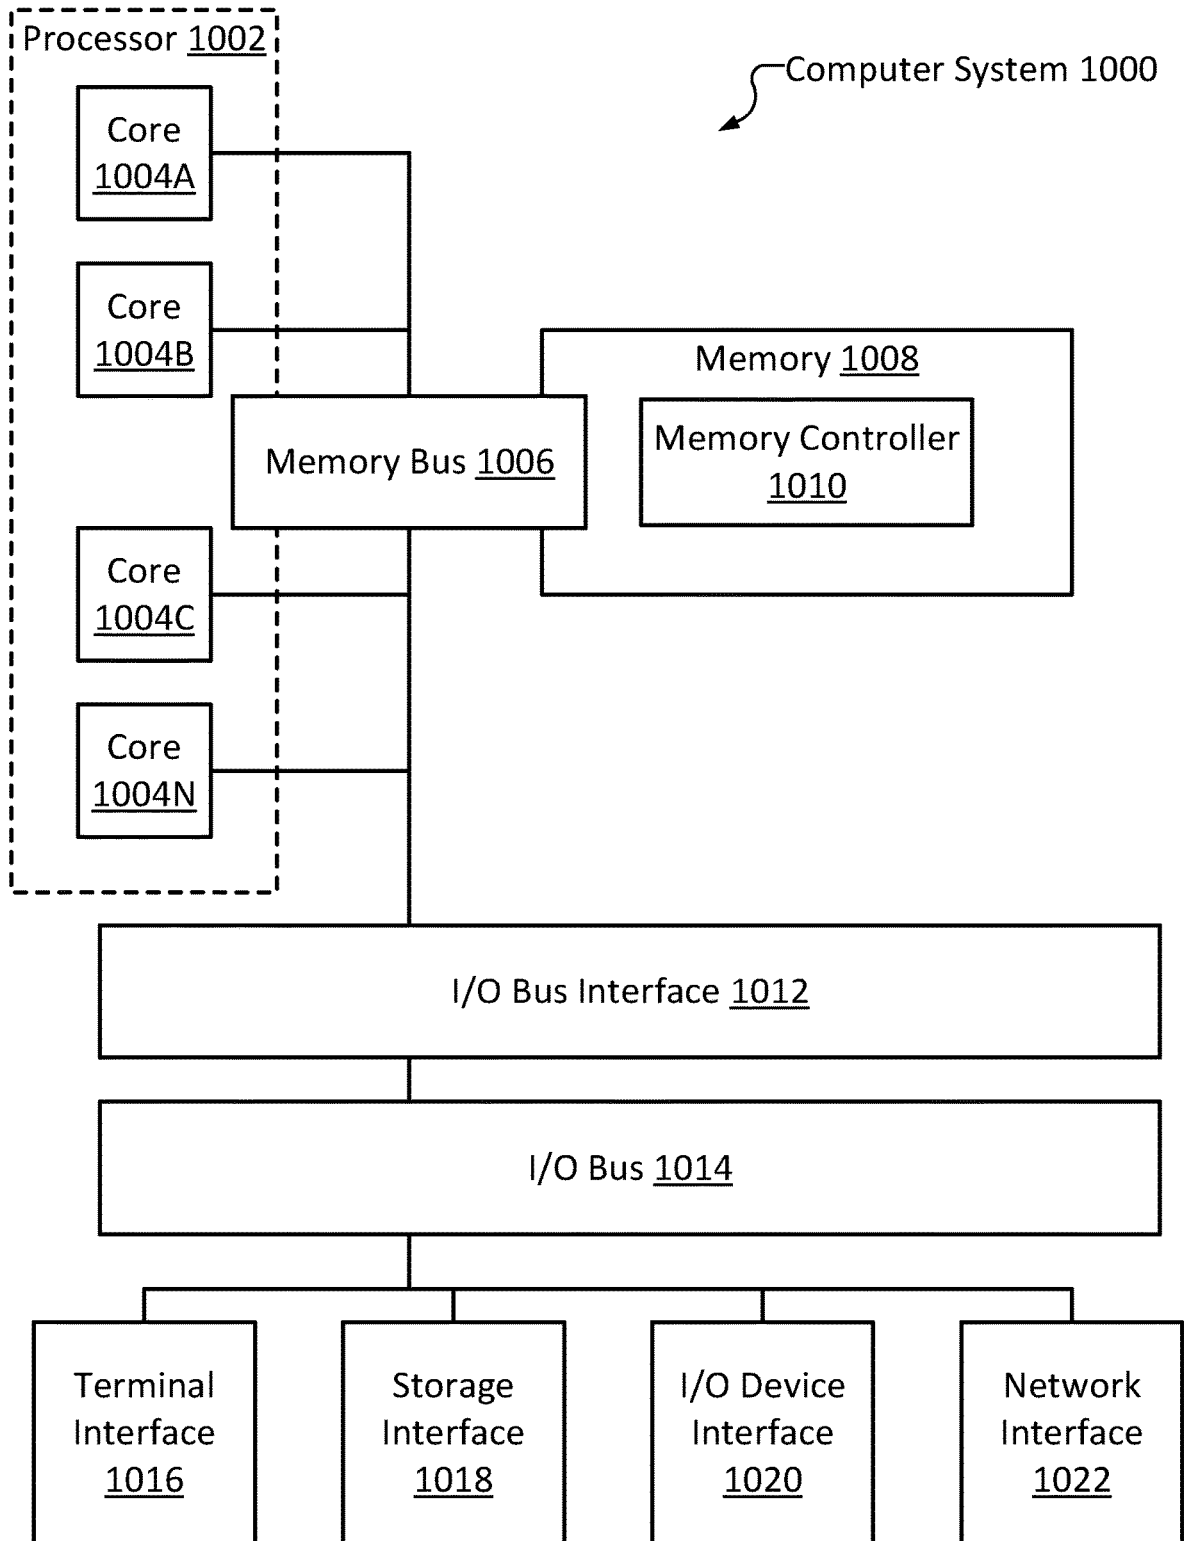 Processor 1002
Computer System 1000
Core
1004A
Core
1004B
Memory 1008
Memory Controller
1010
Memory Bus 1006
Core
1004C
Core
1004N
I/O Bus Interface 1012
I/O Bus 1014
Terminal
Interface
1016
Storage
Interface
1018
I/O Device
Interface
1020
Network
Interface
1022